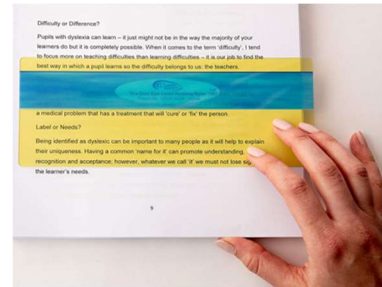 Difficulty or Difference?
Pupils with dyslexia can learn – it just might not be in the way the majority of your
learners do but it is completely possible. When it comes to the term 'difficulty', I tend
to focus more on teaching difficulties than learning difficulties – it is our job to find the
best way in which a pupil learns so the difficulty belongs to us, the teachers.
a medical problem that has a treatment that will 'cure' or 'fix' the person.
Label or Needs?
Being identified as dyslexic can be important to many people as it will help to explain
their uniqueness. Having a common 'name for it' can promote understanding,
recognition and acceptance; however, whatever we call 'it' we must not lose
the learner's needs.
9